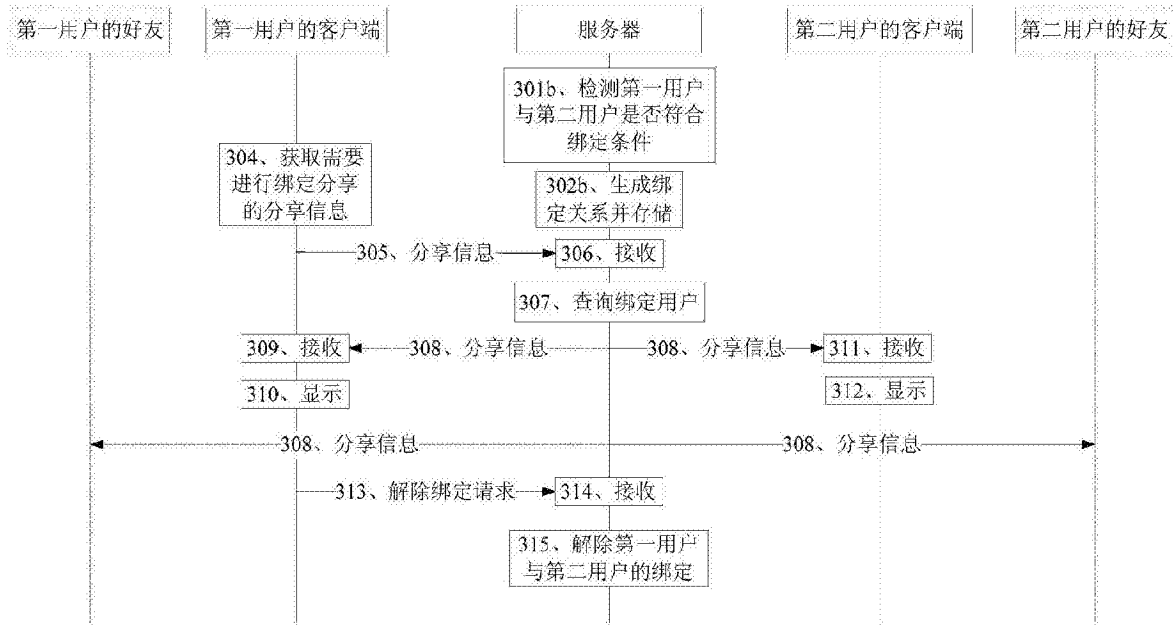 第一用户的好友
第一用户的客户端
服务器
第二用户的客户端
第二用户的好友
301b、检测第一用户
与第二用户是否符合
绑定条件
304、获取需要
进行绑定分享
的分享信息
302b、生成绑
定关系并存储
305、分享信息
306、接收
307、查询绑定用户
309、接收
308、分享信息
308、分享信息
311、接收
310、显示
312、显示
308、分享信息
308、分享信息
313、解除绑定请求
314、接收
315、解除第一用户
与第二用户的绑定